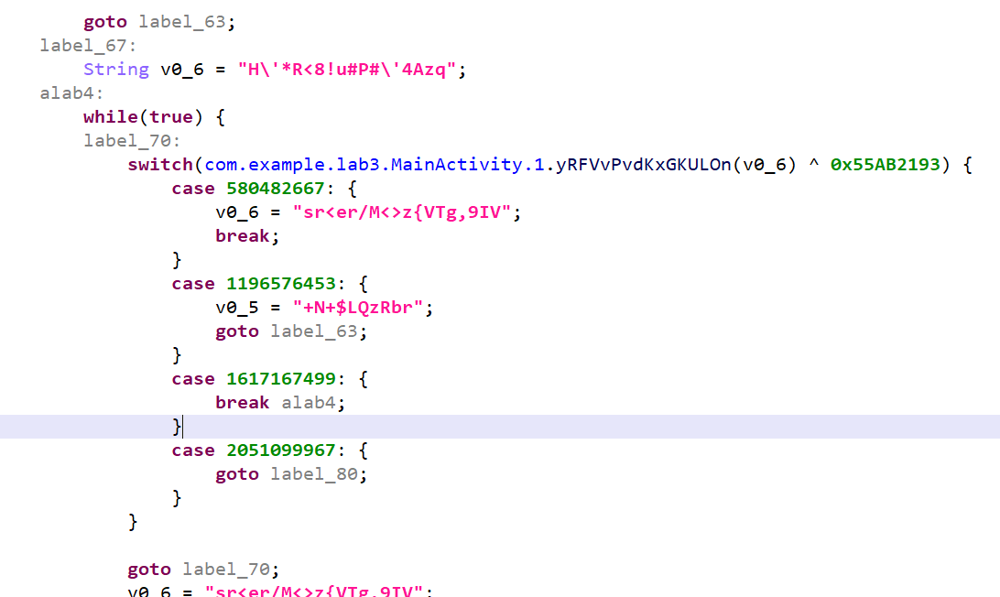 goto label_63;
label_67:
String v0_6 = "H\'*R<8!u#P#\'4Azq";
alab4:
while(true) {
label_70:
switch(com.example.lab3.MainActivity.1.yRFVvPvdKxGKULOn(v0_6) ^ 0x55AB2193) {
case 580482667: {
v0_6 = "sr<er/M<>z{VTg,9IV";
break;
}
case 1196576453: {
v0_5 = "+N+$LQzRbr";
goto label_63;
}
case 1617167499: {
break alab4;
}
case 2051099967: {
goto label_80;
}
}
goto label_70;
v0_6 = "sr<er/M<>z{VTg,9IV";